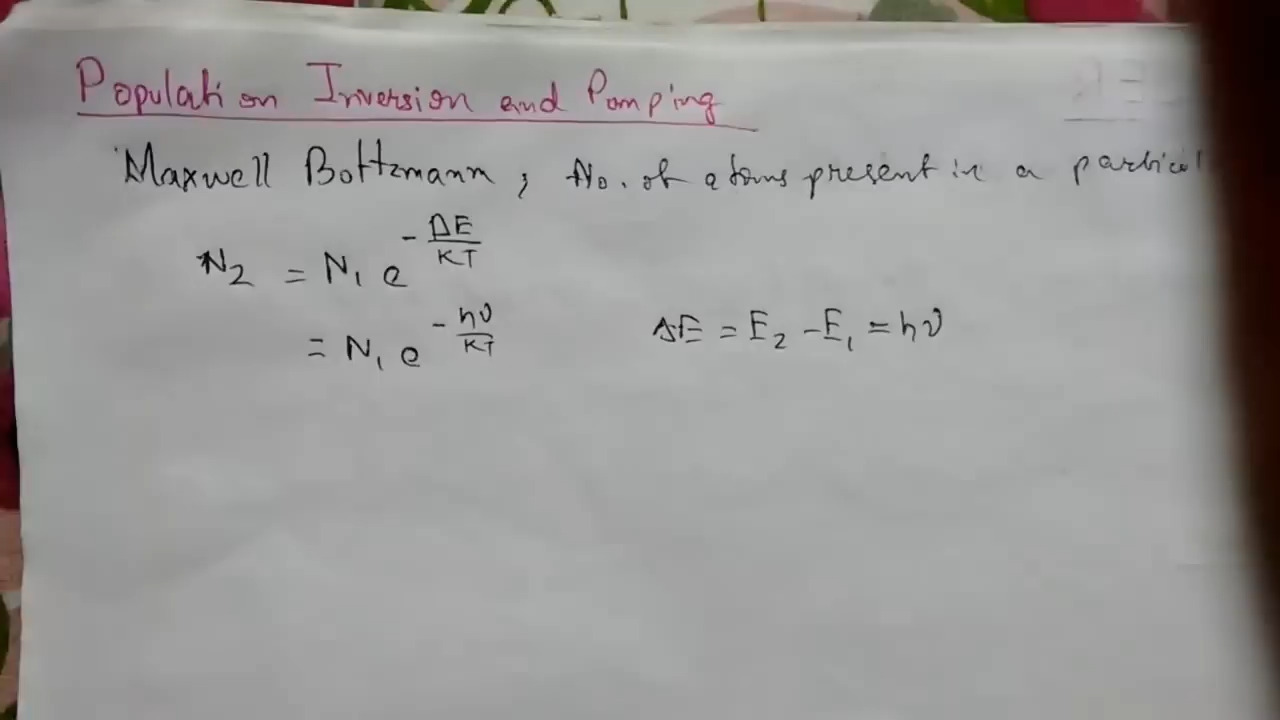 Population Inversion and Pumping
Maxwell Boltzmann, No. of atoms present in a particul
N₂ = N₁ e^(-ΔE/KT)
= N₁ e^(-hν/KT)
ΔE = E₂ - E₁ = hν